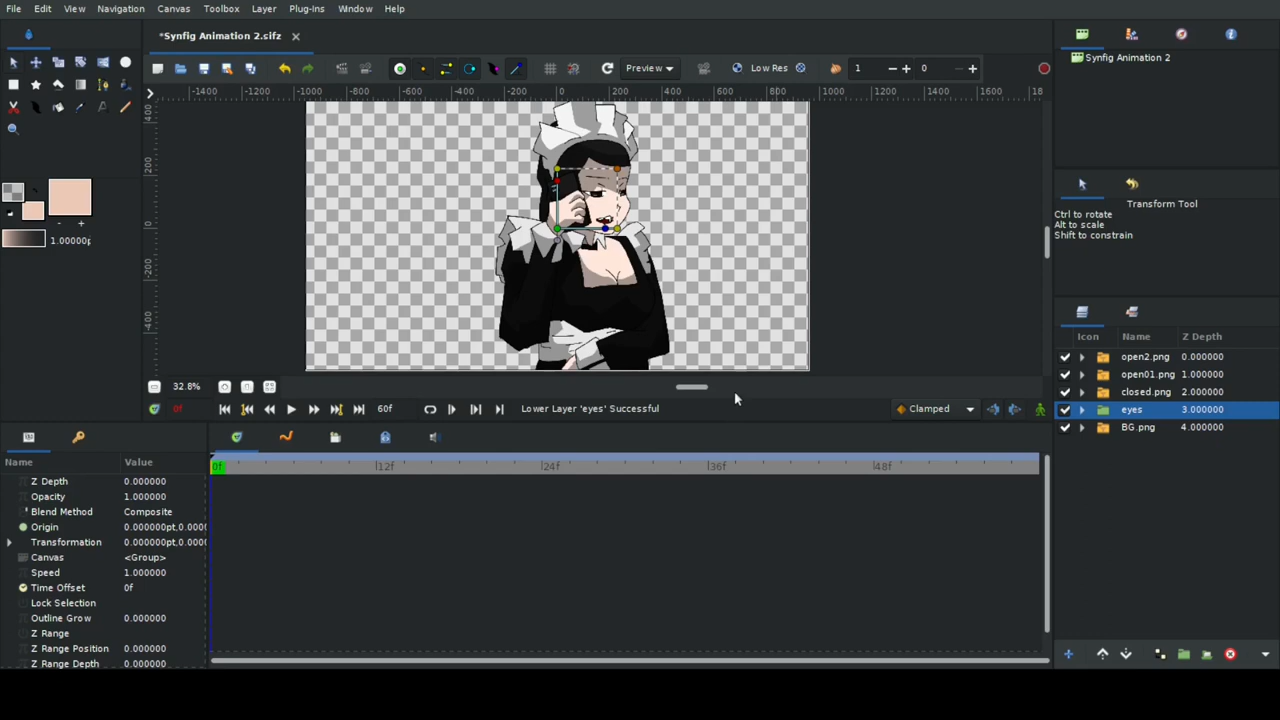 File Edit View Navigation Canvas Toolbox Layer Plug-Ins Window Help
*Synfig Animation 2.sifz
Preview Low Res 1 0
Synfig Animation 2
-1400 -1200 -1000 -800 -600 -400 -200 0 200 400 600 800 1000 1200 1400 1600 18
400
200
0
-200
-400
1.00000p
Transform Tool
Ctrl to rotate
Alt to scale
Shift to constrain
Icon Name Z Depth
open2.png 0.000000
open01.png 1.000000
closed.png 2.000000
eyes 3.000000
BG.png 4.000000
32.8%
0f 60f Lower Layer 'eyes' Successful Clamped
Name Value
0f 12f 24f 36f 48f
Z Depth 0.000000
Opacity 1.000000
Blend Method Composite
Origin 0.000000pt,0.0000
Transformation 0.000000pt,0.0000
Canvas <Group>
Speed 1.000000
Time Offset 0f
Lock Selection
Outline Grow 0.000000
Z Range
Z Range Position 0.000000
Z Range Depth 0.000000